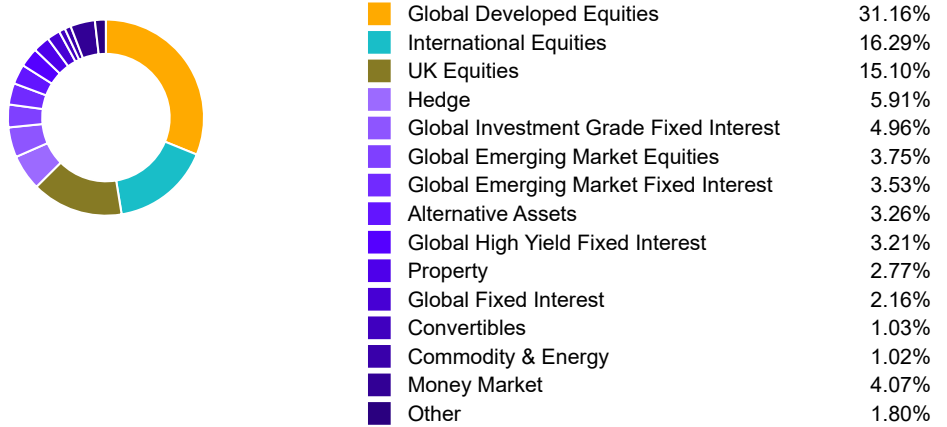 Global Developed Equities 31.16%
International Equities 16.29%
UK Equities 15.10%
Hedge 5.91%
Global Investment Grade Fixed Interest 4.96%
Global Emerging Market Equities 3.75%
Global Emerging Market Fixed Interest 3.53%
Alternative Assets 3.26%
Global High Yield Fixed Interest 3.21%
Property 2.77%
Global Fixed Interest 2.16%
Convertibles 1.03%
Commodity & Energy 1.02%
Money Market 4.07%
Other 1.80%